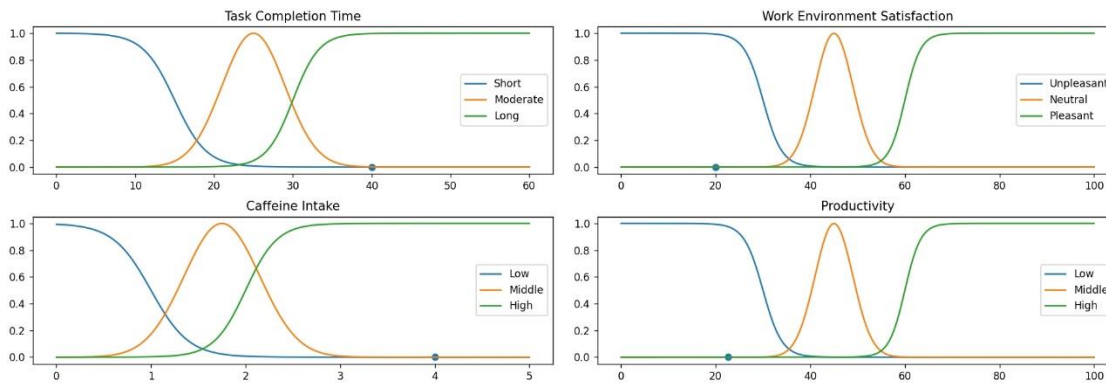 Task Completion Time
1.0
0.8
0.6
0.4
0.2
0.0
0 10 20 30 40 50 60
Short
Moderate
Long
Work Environment Satisfaction
1.0
0.8
0.6
0.4
0.2
0.0
0 20 40 60 80 100
Unpleasant
Neutral
Pleasant
Caffeine Intake
1.0
0.8
0.6
0.4
0.2
0.0
0 1 2 3 4 5
Low
Middle
High
Productivity
1.0
0.8
0.6
0.4
0.2
0.0
0 20 40 60 80 100
Low
Middle
High